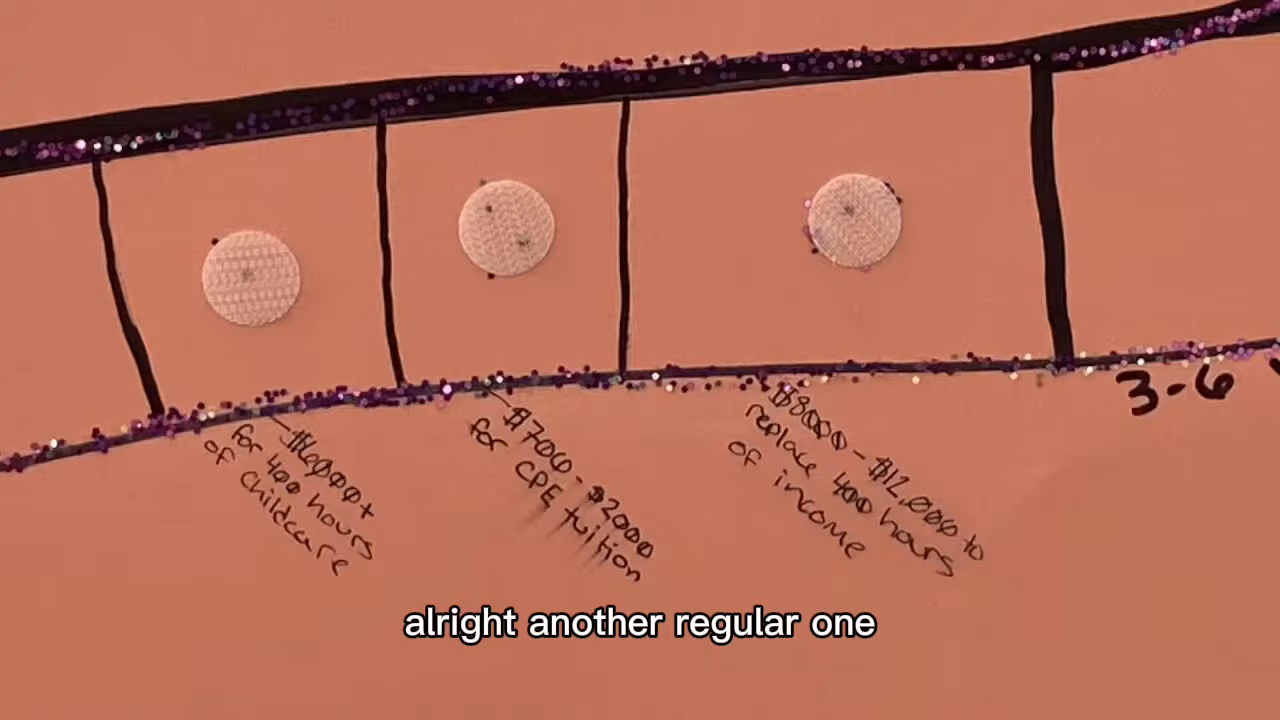 $6000+
for 400 hours
of childcare
$700 - $2000
for CPE tuition
$8000 - $12,000 to
replace 400 hours
of income
3-6
alright another regular one